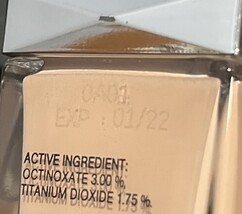 0A01
EXP : 01/22
ACTIVE INGREDIENT:
OCTINOXATE 3.00 %,
TITANIUM DIOXIDE 1.75 %.